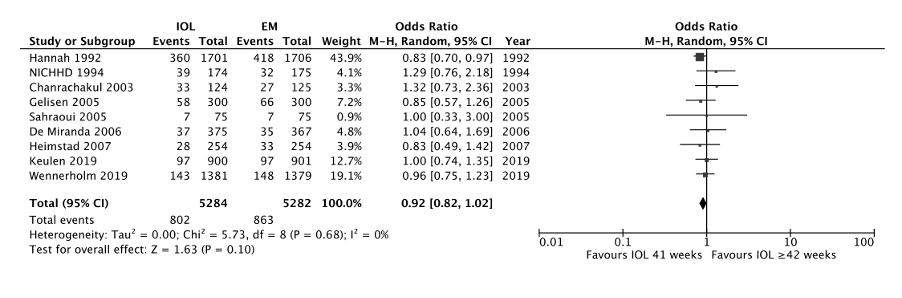 IOL EM Odds Ratio Odds Ratio
Study or Subgroup Events Total Events Total Weight M-H, Random, 95% CI Year M-H, Random, 95% CI
Hannah 1992 360 1701 418 1706 43.9% 0.83 [0.70, 0.97] 1992
NICHHD 1994 39 174 32 175 4.1% 1.29 [0.76, 2.18] 1994
Chanrachakul 2003 33 124 27 125 3.3% 1.32 [0.73, 2.36] 2003
Gelisen 2005 58 300 66 300 7.2% 0.85 [0.57, 1.26] 2005
Sahraoui 2005 7 75 7 75 0.9% 1.00 [0.33, 3.00] 2005
De Miranda 2006 37 375 35 367 4.8% 1.04 [0.64, 1.69] 2006
Heimstad 2007 28 254 33 254 3.9% 0.83 [0.49, 1.42] 2007
Keulen 2019 97 900 97 901 12.7% 1.00 [0.74, 1.35] 2019
Wennerholm 2019 143 1381 148 1379 19.1% 0.96 [0.75, 1.23] 2019
Total (95% CI) 5284 5282 100.0% 0.92 [0.82, 1.02]
Total events 802 863
Heterogeneity: Tau² = 0.00; Chi² = 5.73, df = 8 (P = 0.68); I² = 0%
Test for overall effect: Z = 1.63 (P = 0.10)
0.01 0.1 1 10 100
Favours IOL 41 weeks Favours IOL ≥42 weeks